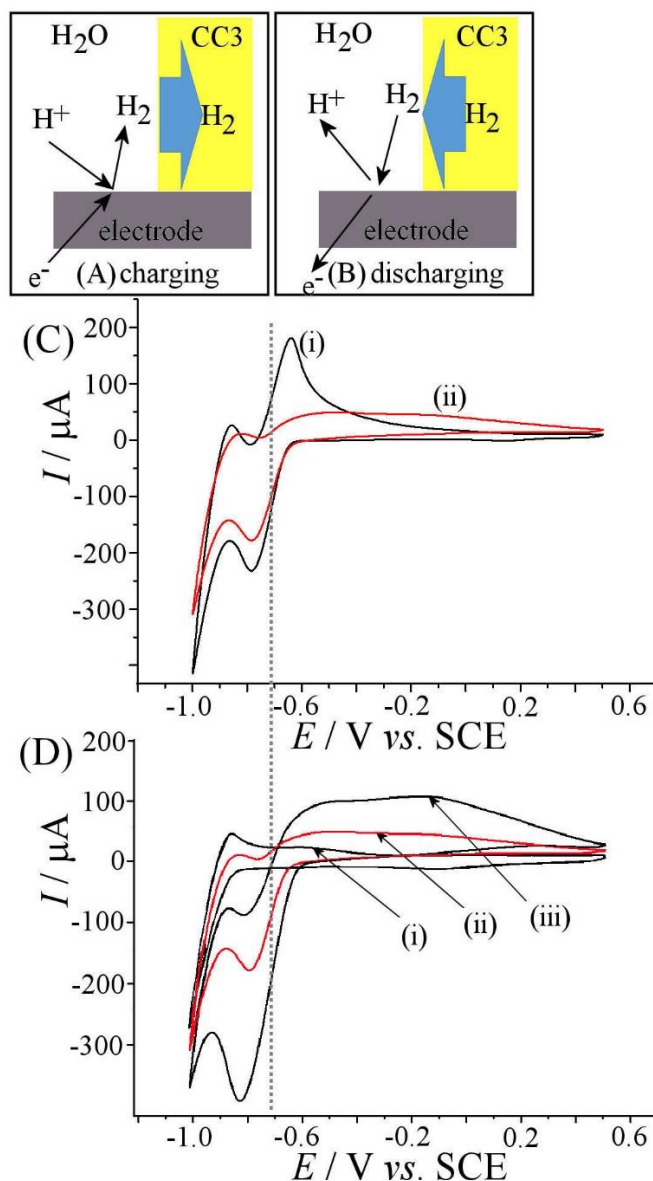 H2O CC3
H+ H2 H2
electrode
e- (A) charging
H2O CC3
H+ H2 H2
electrode
e- (B) discharging
(C)
I / µA
200
100
0
-100
-200
-300
(i)
(ii)
-1.0 -0.6 -0.2 0.2 0.6
E / V vs. SCE
(D)
I / µA
200
100
0
-100
-200
-300
(i)
(ii)
(iii)
-1.0 -0.6 -0.2 0.2 0.6
E / V vs. SCE